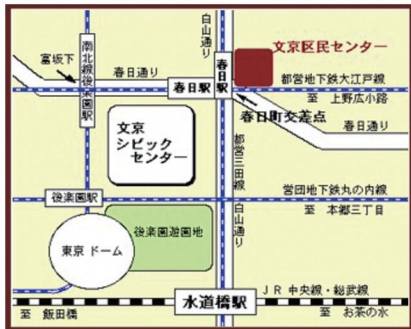 白山通り
文京区民センター
富坂下
南北線後楽園駅
春日通り
春日駅
春日駅
都営地下鉄大江戸線
至 上野広小路
春日町交差点
春日通り
文京
シビック
センター
都営三田線
後楽園駅
営団地下鉄丸の内線
至 本郷三丁目
白山通り
後楽園遊園地
東京 ドーム
水道橋駅
JR 中央線・総武線
至 飯田橋
至 お茶の水